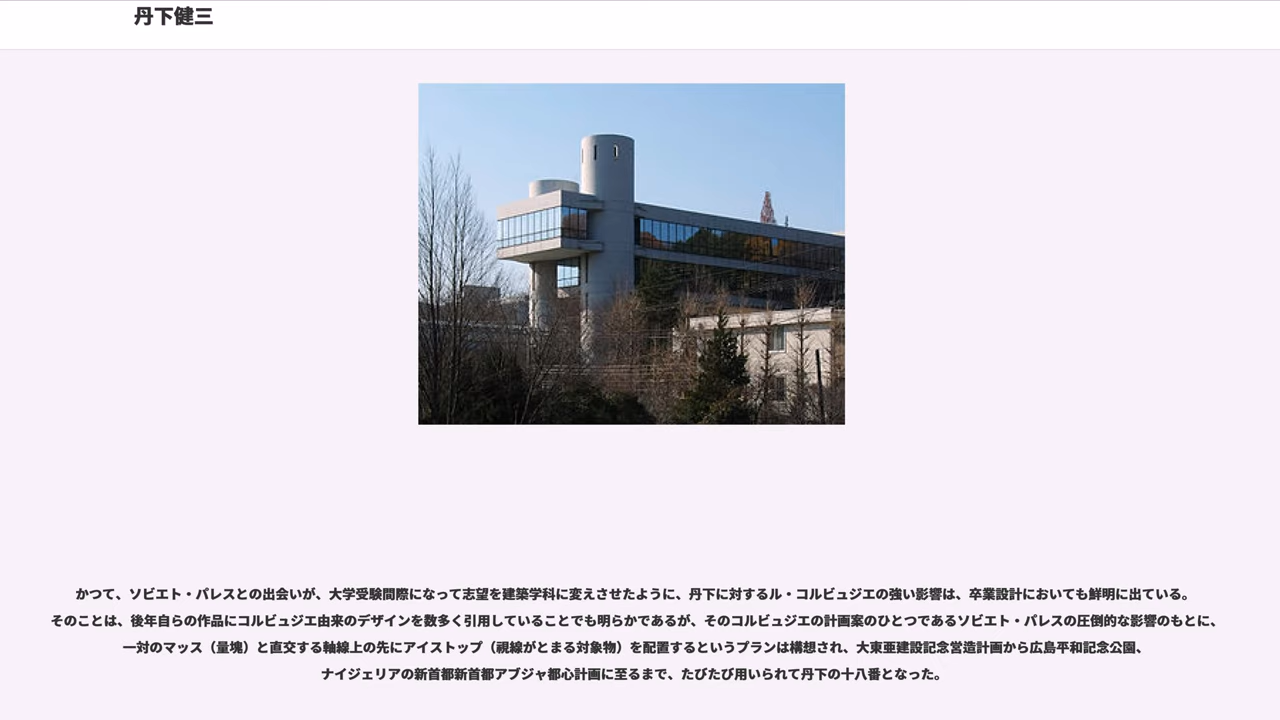 丹下健三
かつて、ソビエト・パレスとの出会いが、大学受験間際になって志望を建築学科に変えさせたように、丹下に対するル・コルビュジエの強い影響は、卒業設計においても鮮明に出ている。
そのことは、後年自らの作品にコルビュジエ由来のデザインを数多く引用していることでも明らかであるが、そのコルビュジエの計画案のひとつであるソビエト・パレスの圧倒的な影響のもとに、
一対のマッス（量塊）と直交する軸線上の先にアイストップ（視線がとまる対象物）を配置するというプランは構想され、大東亜建設記念営造計画から広島平和記念公園、
ナイジェリアの新首都新首都アブジャ都心計画に至るまで、たびたび用いられて丹下の十八番となった。